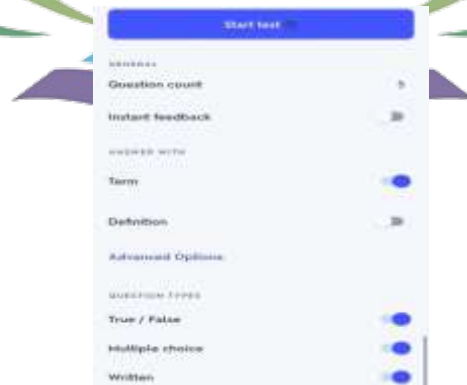 Start test
GENERAL
Question count 5
Instant feedback
ANSWER WITH
Term
Definition
Advanced Options
QUESTION TYPES
True / False
Multiple choice
Written